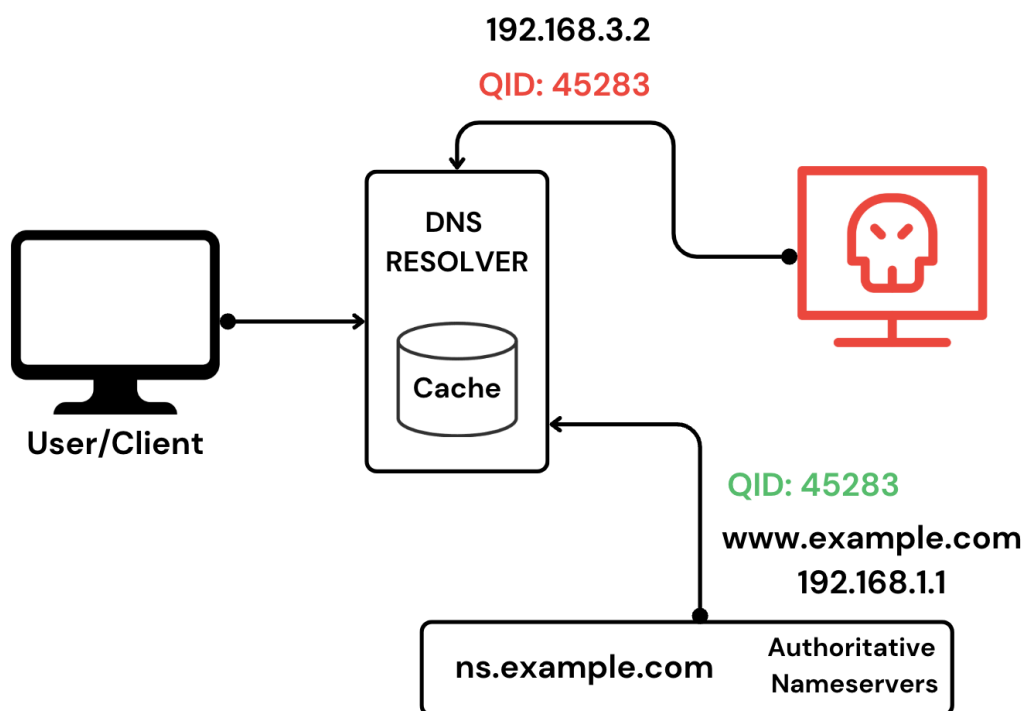 192.168.3.2
QID: 45283
DNS
RESOLVER
Cache
User/Client
QID: 45283
www.example.com
192.168.1.1
ns.example.com
Authoritative
Nameservers